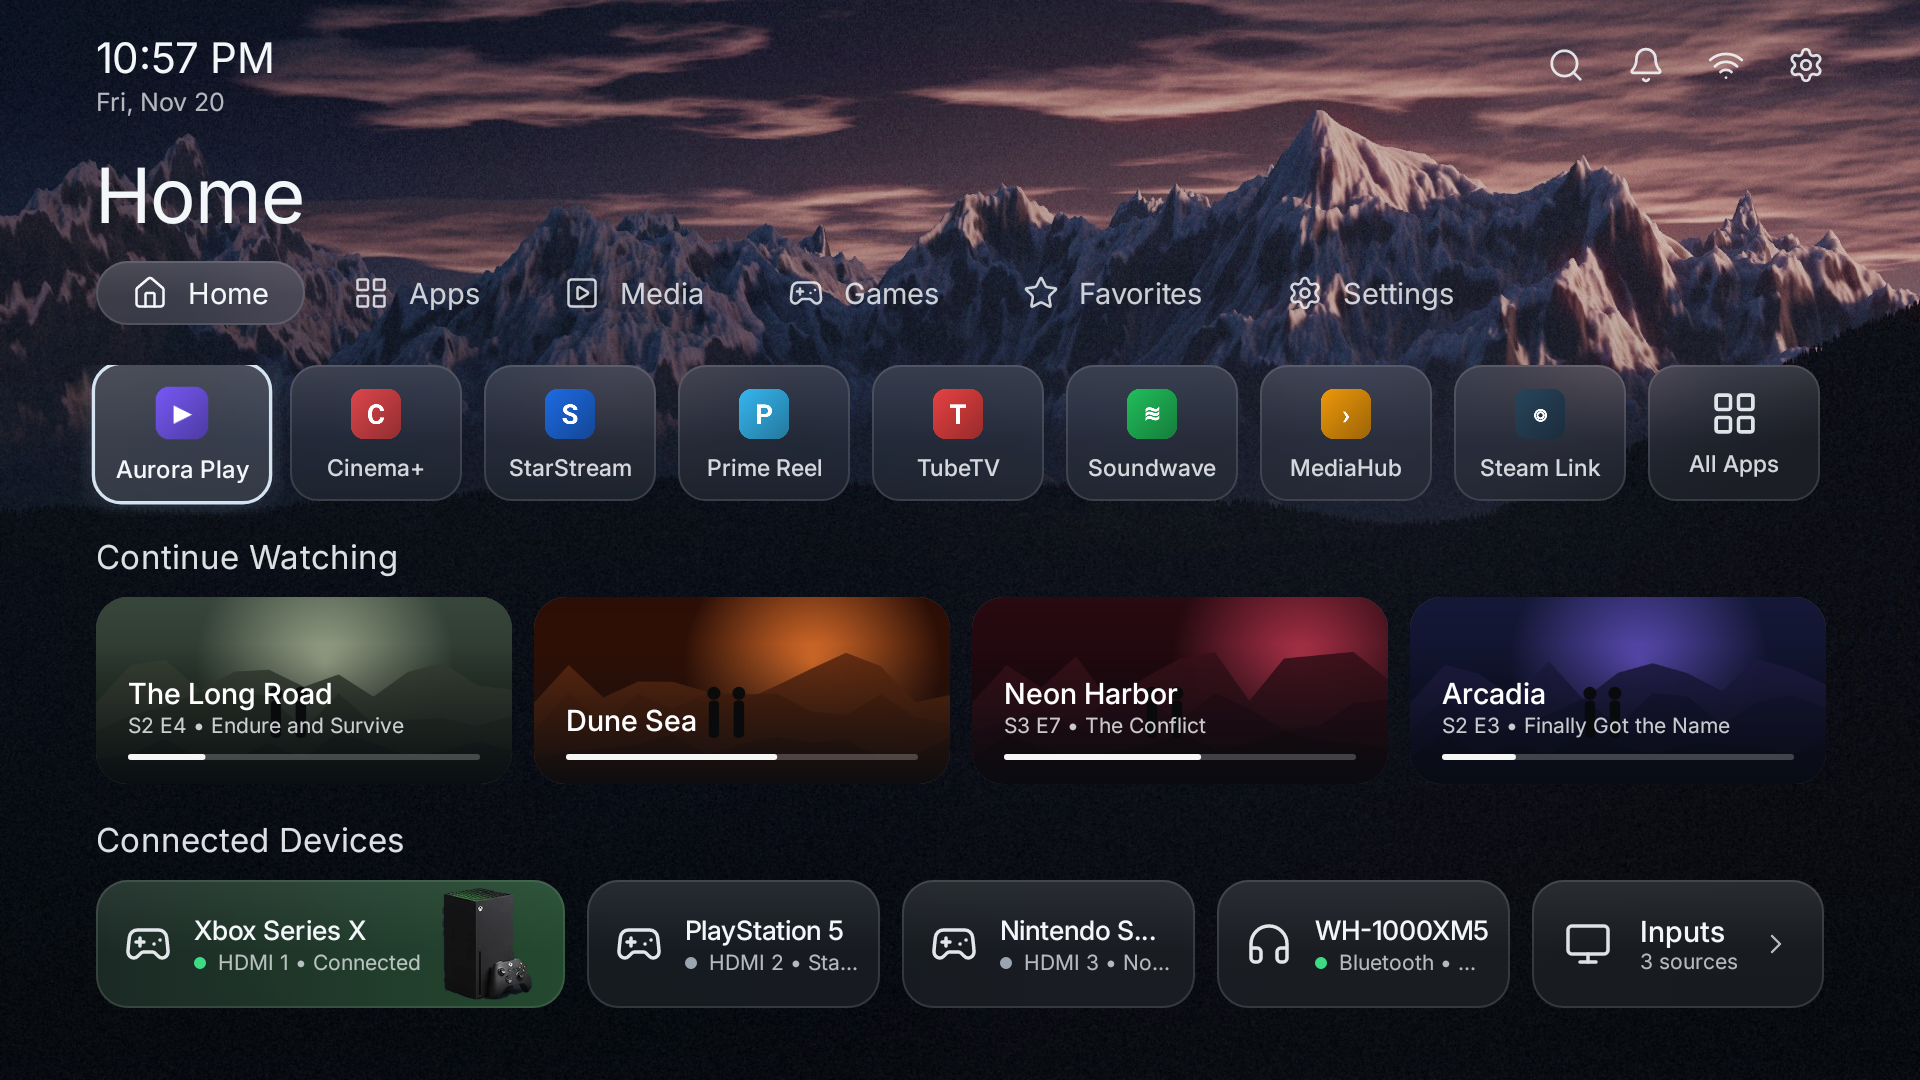 10:57 PM
Fri, Nov 20
Home
Home
Apps
Media
Games
Favorites
Settings
Aurora Play
C
Cinema+
S
StarStream
P
Prime Reel
T
TubeTV
Soundwave
MediaHub
Steam Link
All Apps
Continue Watching
The Long Road
S2 E4 • Endure and Survive
Dune Sea
Neon Harbor
S3 E7 • The Conflict
Arcadia
S2 E3 • Finally Got the Name
Connected Devices
Xbox Series X
HDMI 1 • Connected
PlayStation 5
HDMI 2 • Sta...
Nintendo S...
HDMI 3 • No...
WH-1000XM5
Bluetooth • ...
Inputs
3 sources